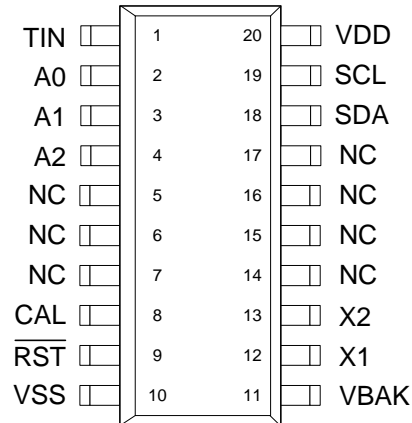 TIN 1 20 VDD
A0 2 19 SCL
A1 3 18 SDA
A2 4 17 NC
NC 5 16 NC
NC 6 15 NC
NC 7 14 NC
CAL 8 13 X2
R̅S̅T̅ 9 12 X1
VSS 10 11 VBAK